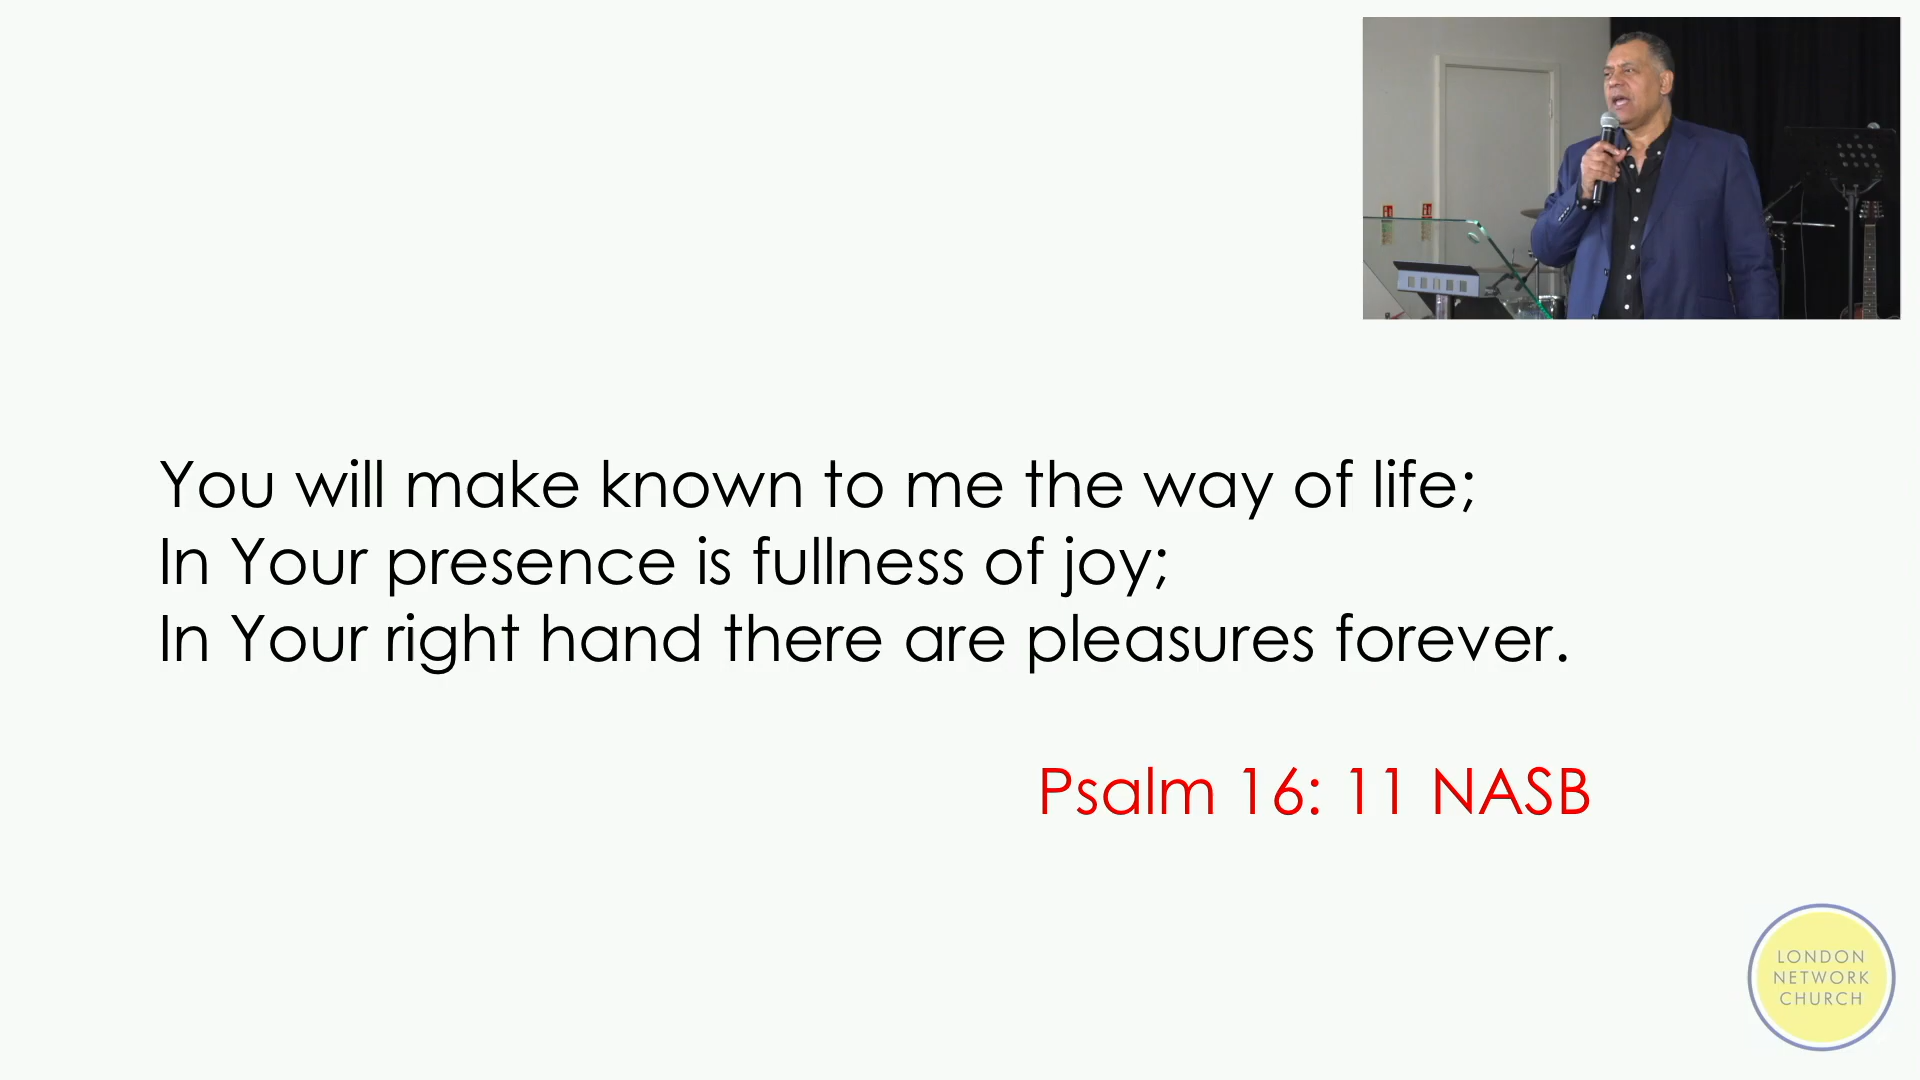 You will make known to me the way of life;
In Your presence is fullness of joy;
In Your right hand there are pleasures forever.
Psalm 16: 11 NASB
LONDON
NETWORK
CHURCH